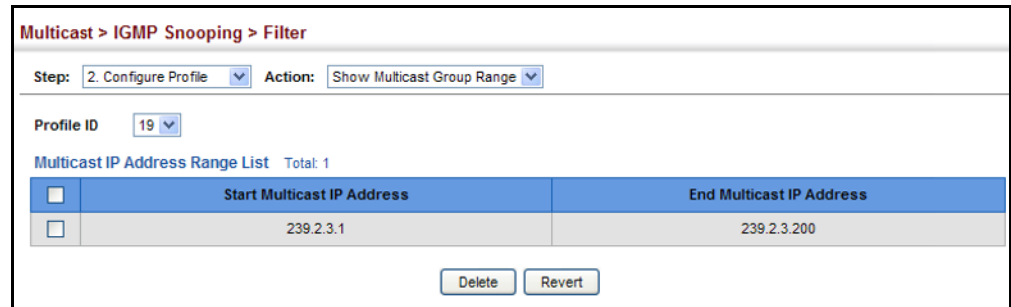 Multicast > IGMP Snooping > Filter
Step: 2. Configure Profile Action: Show Multicast Group Range
Profile ID 19
Multicast IP Address Range List Total: 1
Start Multicast IP Address End Multicast IP Address
239.2.3.1 239.2.3.200
Delete Revert